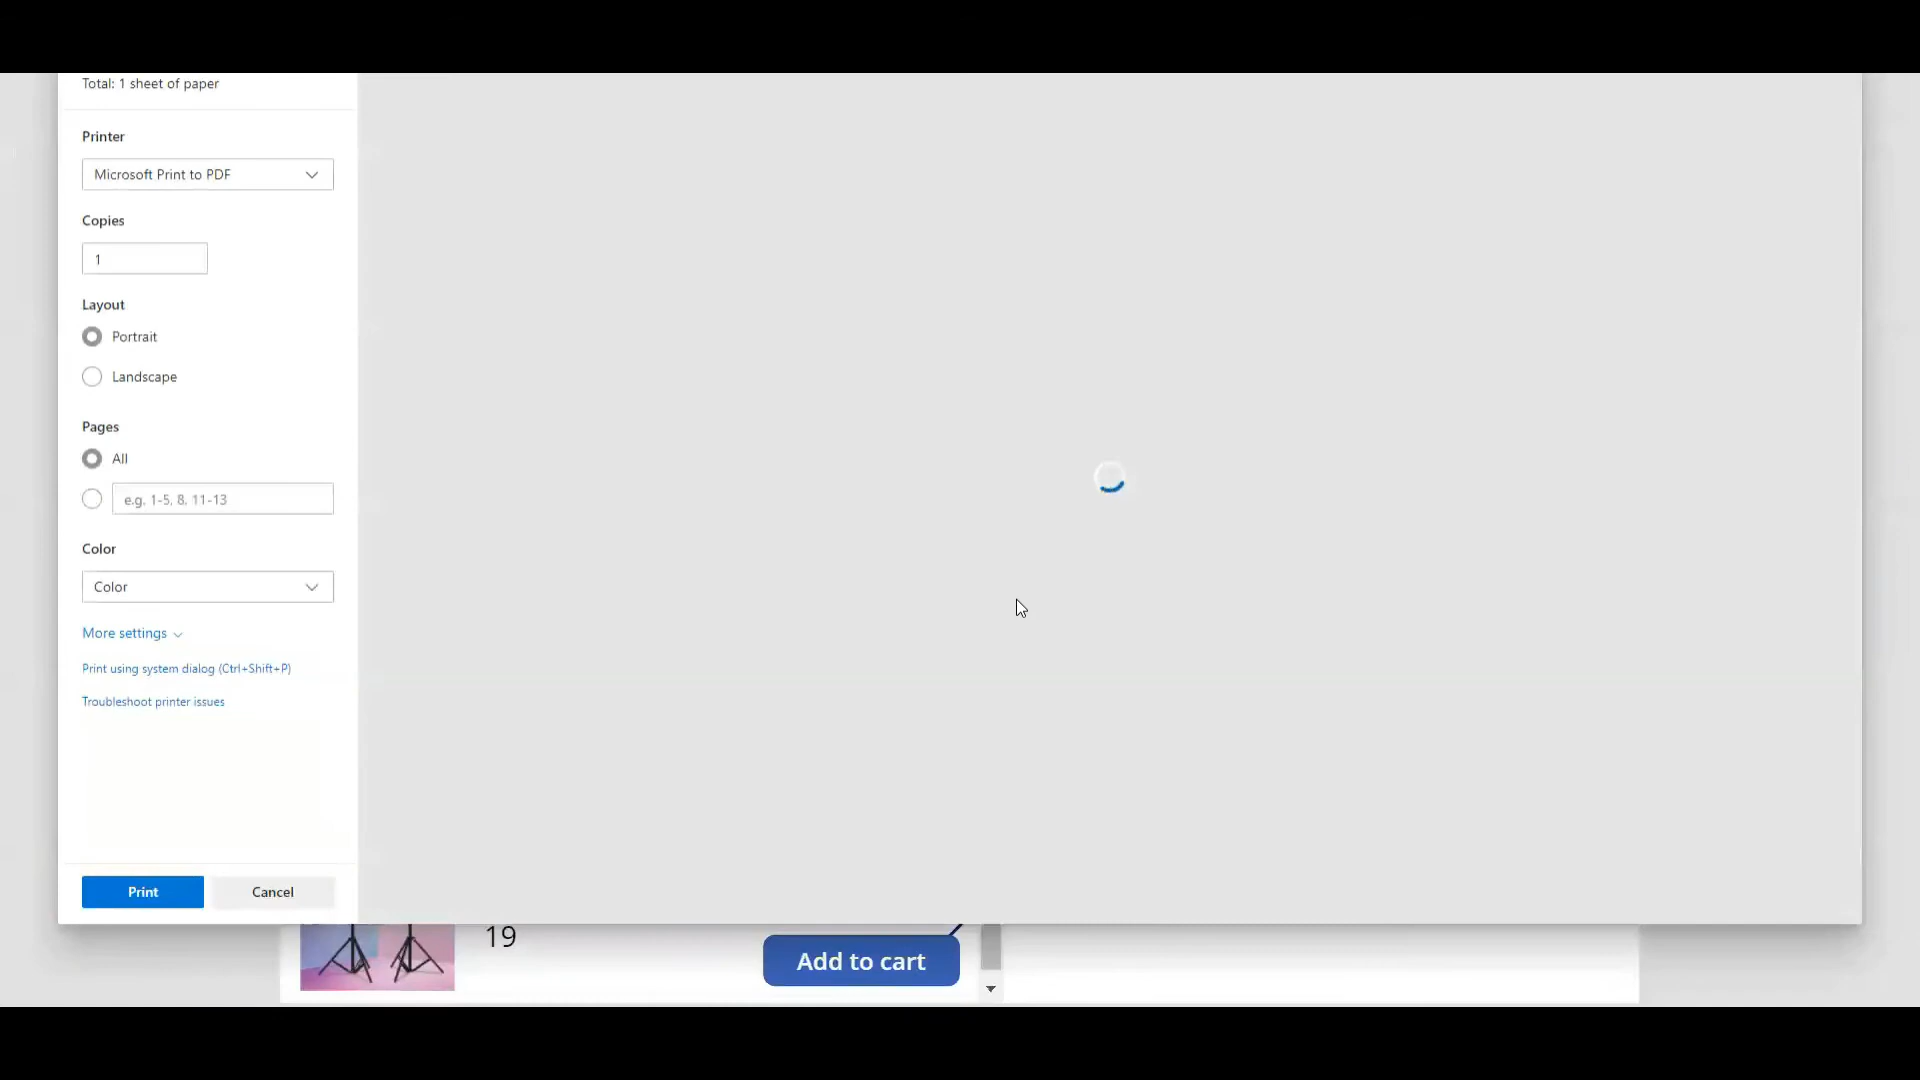 Total: 1 sheet of paper
Printer
Microsoft Print to PDF
Copies
1
Layout
Portrait
Landscape
Pages
All
e.g. 1-5, 8, 11-13
Color
Color
More settings
Print using system dialog (Ctrl+Shift+P)
Troubleshoot printer issues
Print Cancel
19
Add to cart